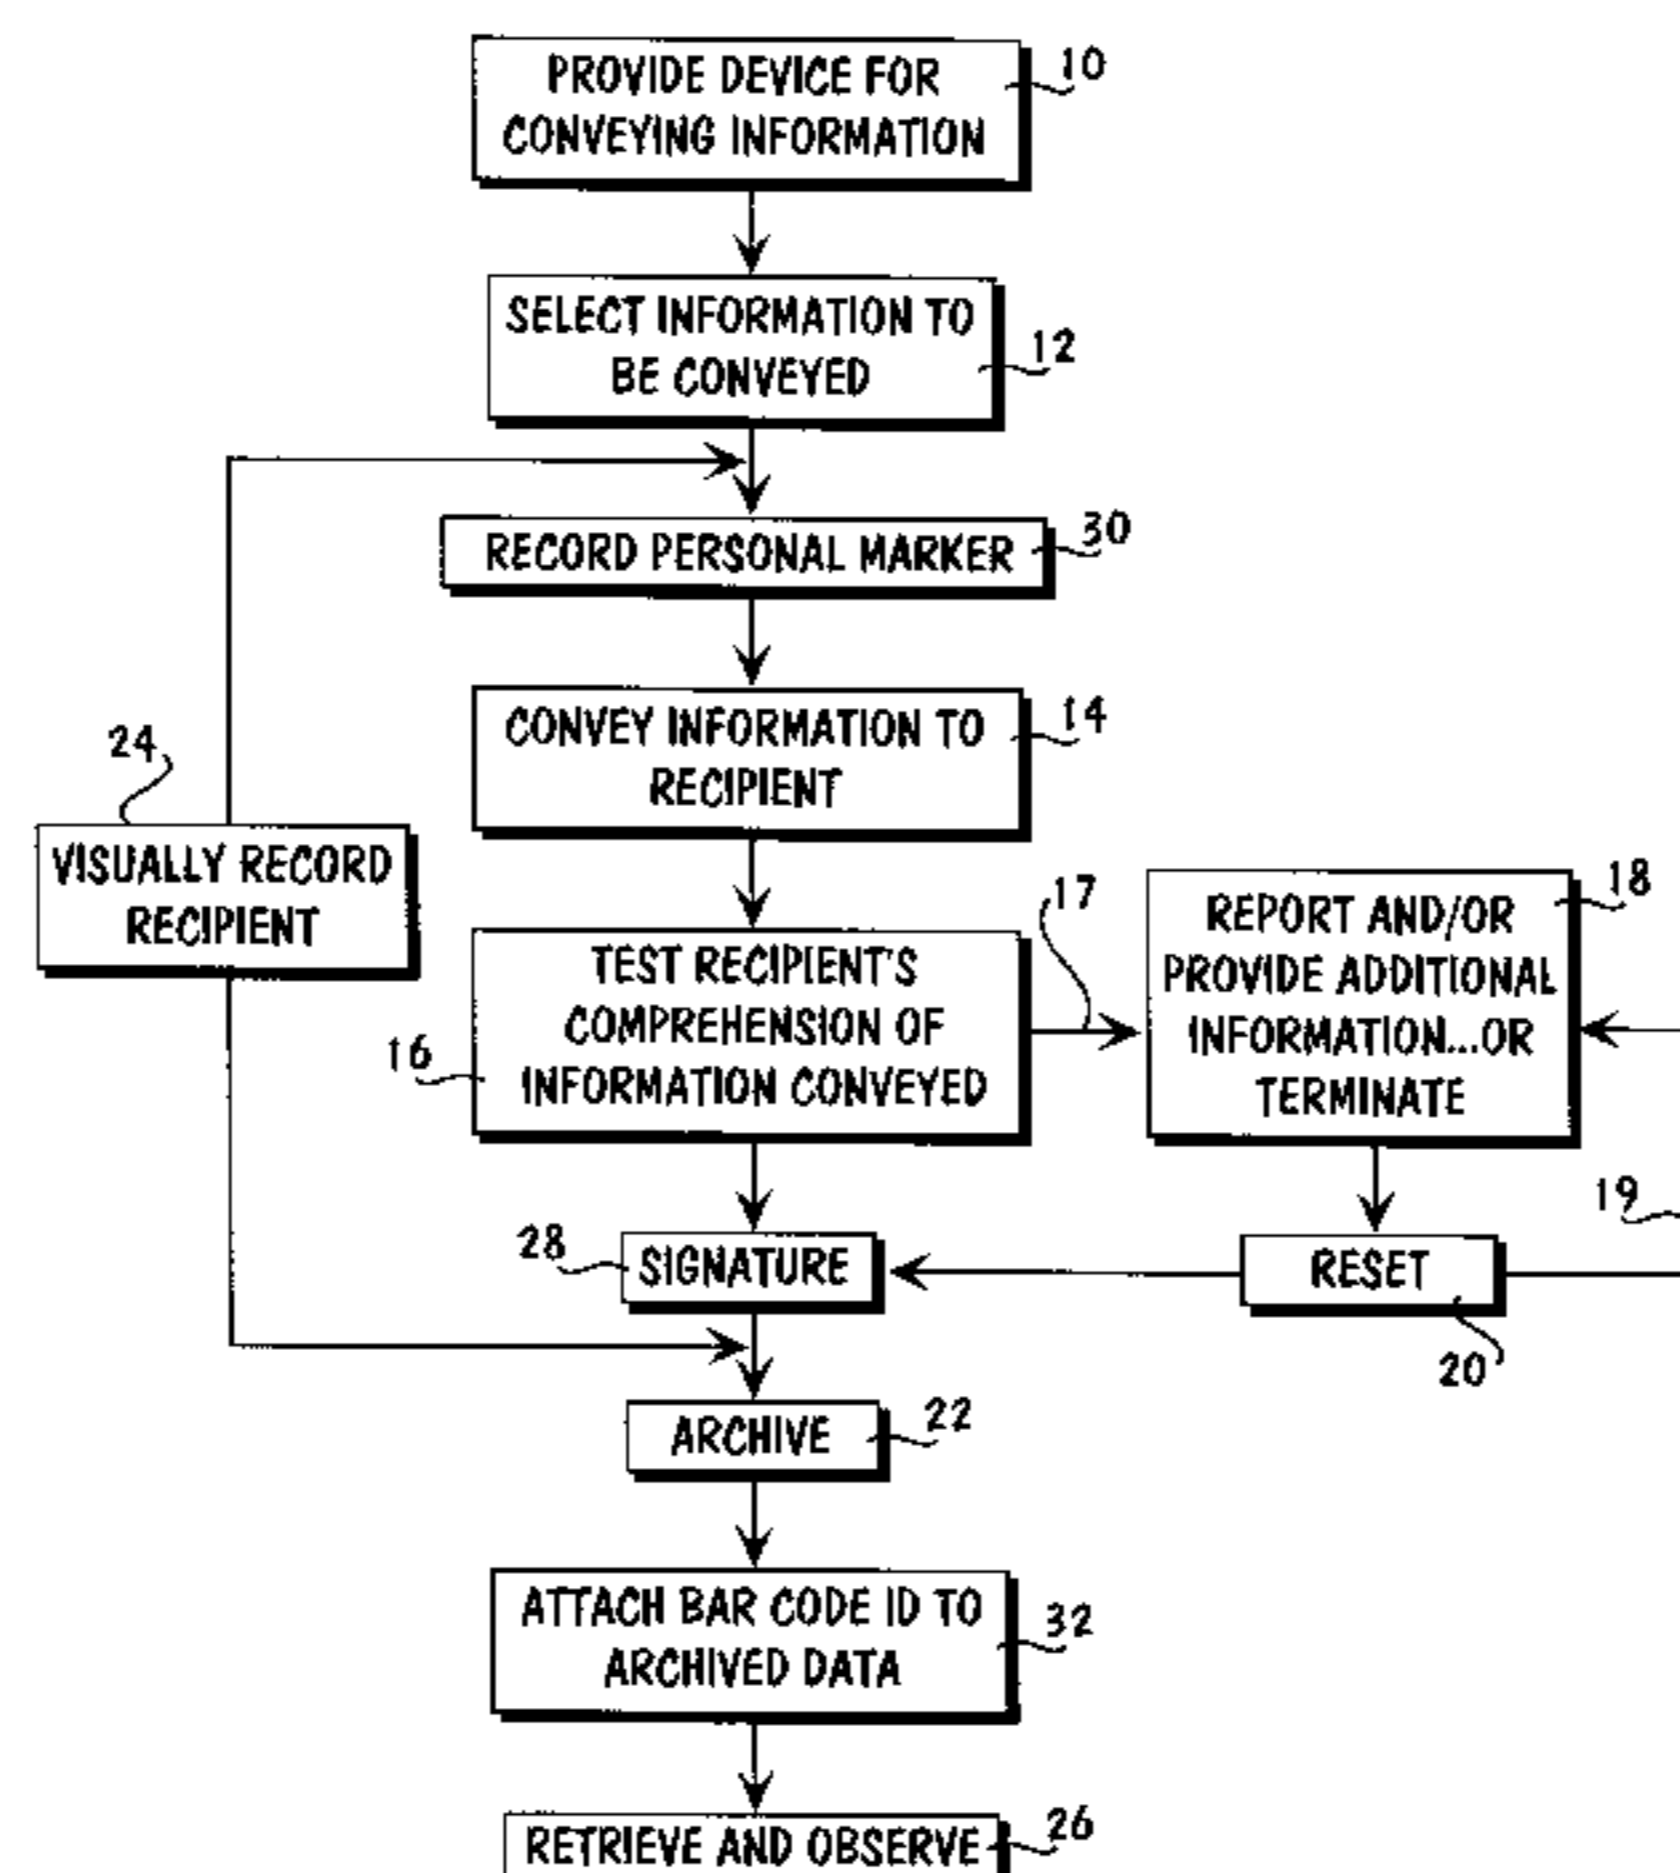 PROVIDE DEVICE FOR
CONVEYING INFORMATION
10
SELECT INFORMATION TO
BE CONVEYED
12
RECORD PERSONAL MARKER
30
CONVEY INFORMATION TO
RECIPIENT
14
24
VISUALLY RECORD
RECIPIENT
TEST RECIPIENT'S
COMPREHENSION OF
INFORMATION CONVEYED
16
17
REPORT AND/OR
PROVIDE ADDITIONAL
INFORMATION...OR
TERMINATE
18
19
28
SIGNATURE
RESET
20
ARCHIVE
22
ATTACH BAR CODE ID TO
ARCHIVED DATA
32
RETRIEVE AND OBSERVE
26